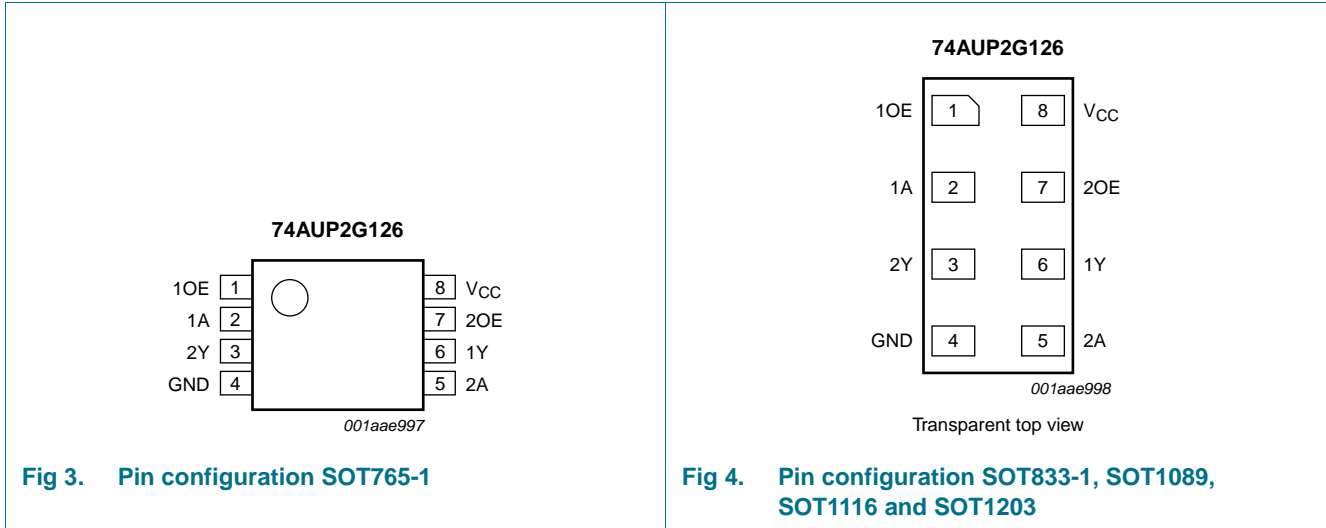 74AUP2G126
1OE 1 8 VCC
1A 2 7 2OE
2Y 3 6 1Y
GND 4 5 2A
001aae997
Fig 3. Pin configuration SOT765-1
74AUP2G126
1OE 1 8 VCC
1A 2 7 2OE
2Y 3 6 1Y
GND 4 5 2A
001aae998
Transparent top view
Fig 4. Pin configuration SOT833-1, SOT1089,
SOT1116 and SOT1203